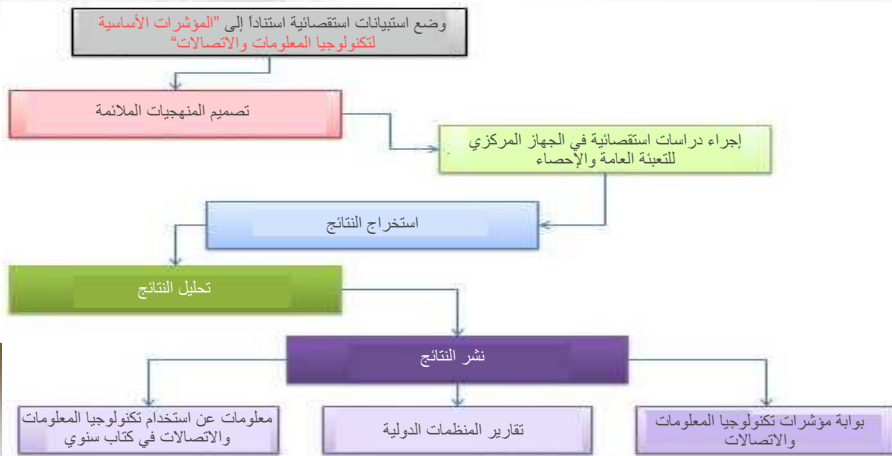 وضع استبيانات استقصائية استناداً إلى "المؤشرات الأساسية
لتكنولوجيا المعلومات والاتصالات"
تصميم المنهجيات الملائمة
إجراء دراسات استقصائية في الجهاز المركزي
للتعبئة العامة والإحصاء
استخراج النتائج
تحليل النتائج
نشر النتائج
بوابة مؤشرات تكنولوجيا المعلومات
والاتصالات
تقارير المنظمات الدولية
معلومات عن استخدام تكنولوجيا المعلومات
والاتصالات في كتاب سنوي